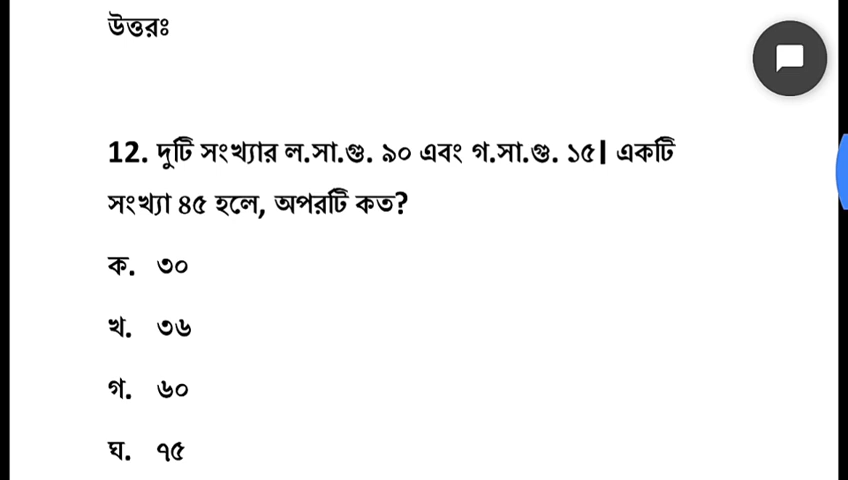 উত্তরঃ
12. দুটি সংখ্যার ল.সা.গু. ৯০ এবং গ.সা.গু. ১৫| একটি
সংখ্যা ৪৫ হলে, অপরটি কত?
ক. ৩০
খ. ৩৬
গ. ৬০
ঘ. ৭৫